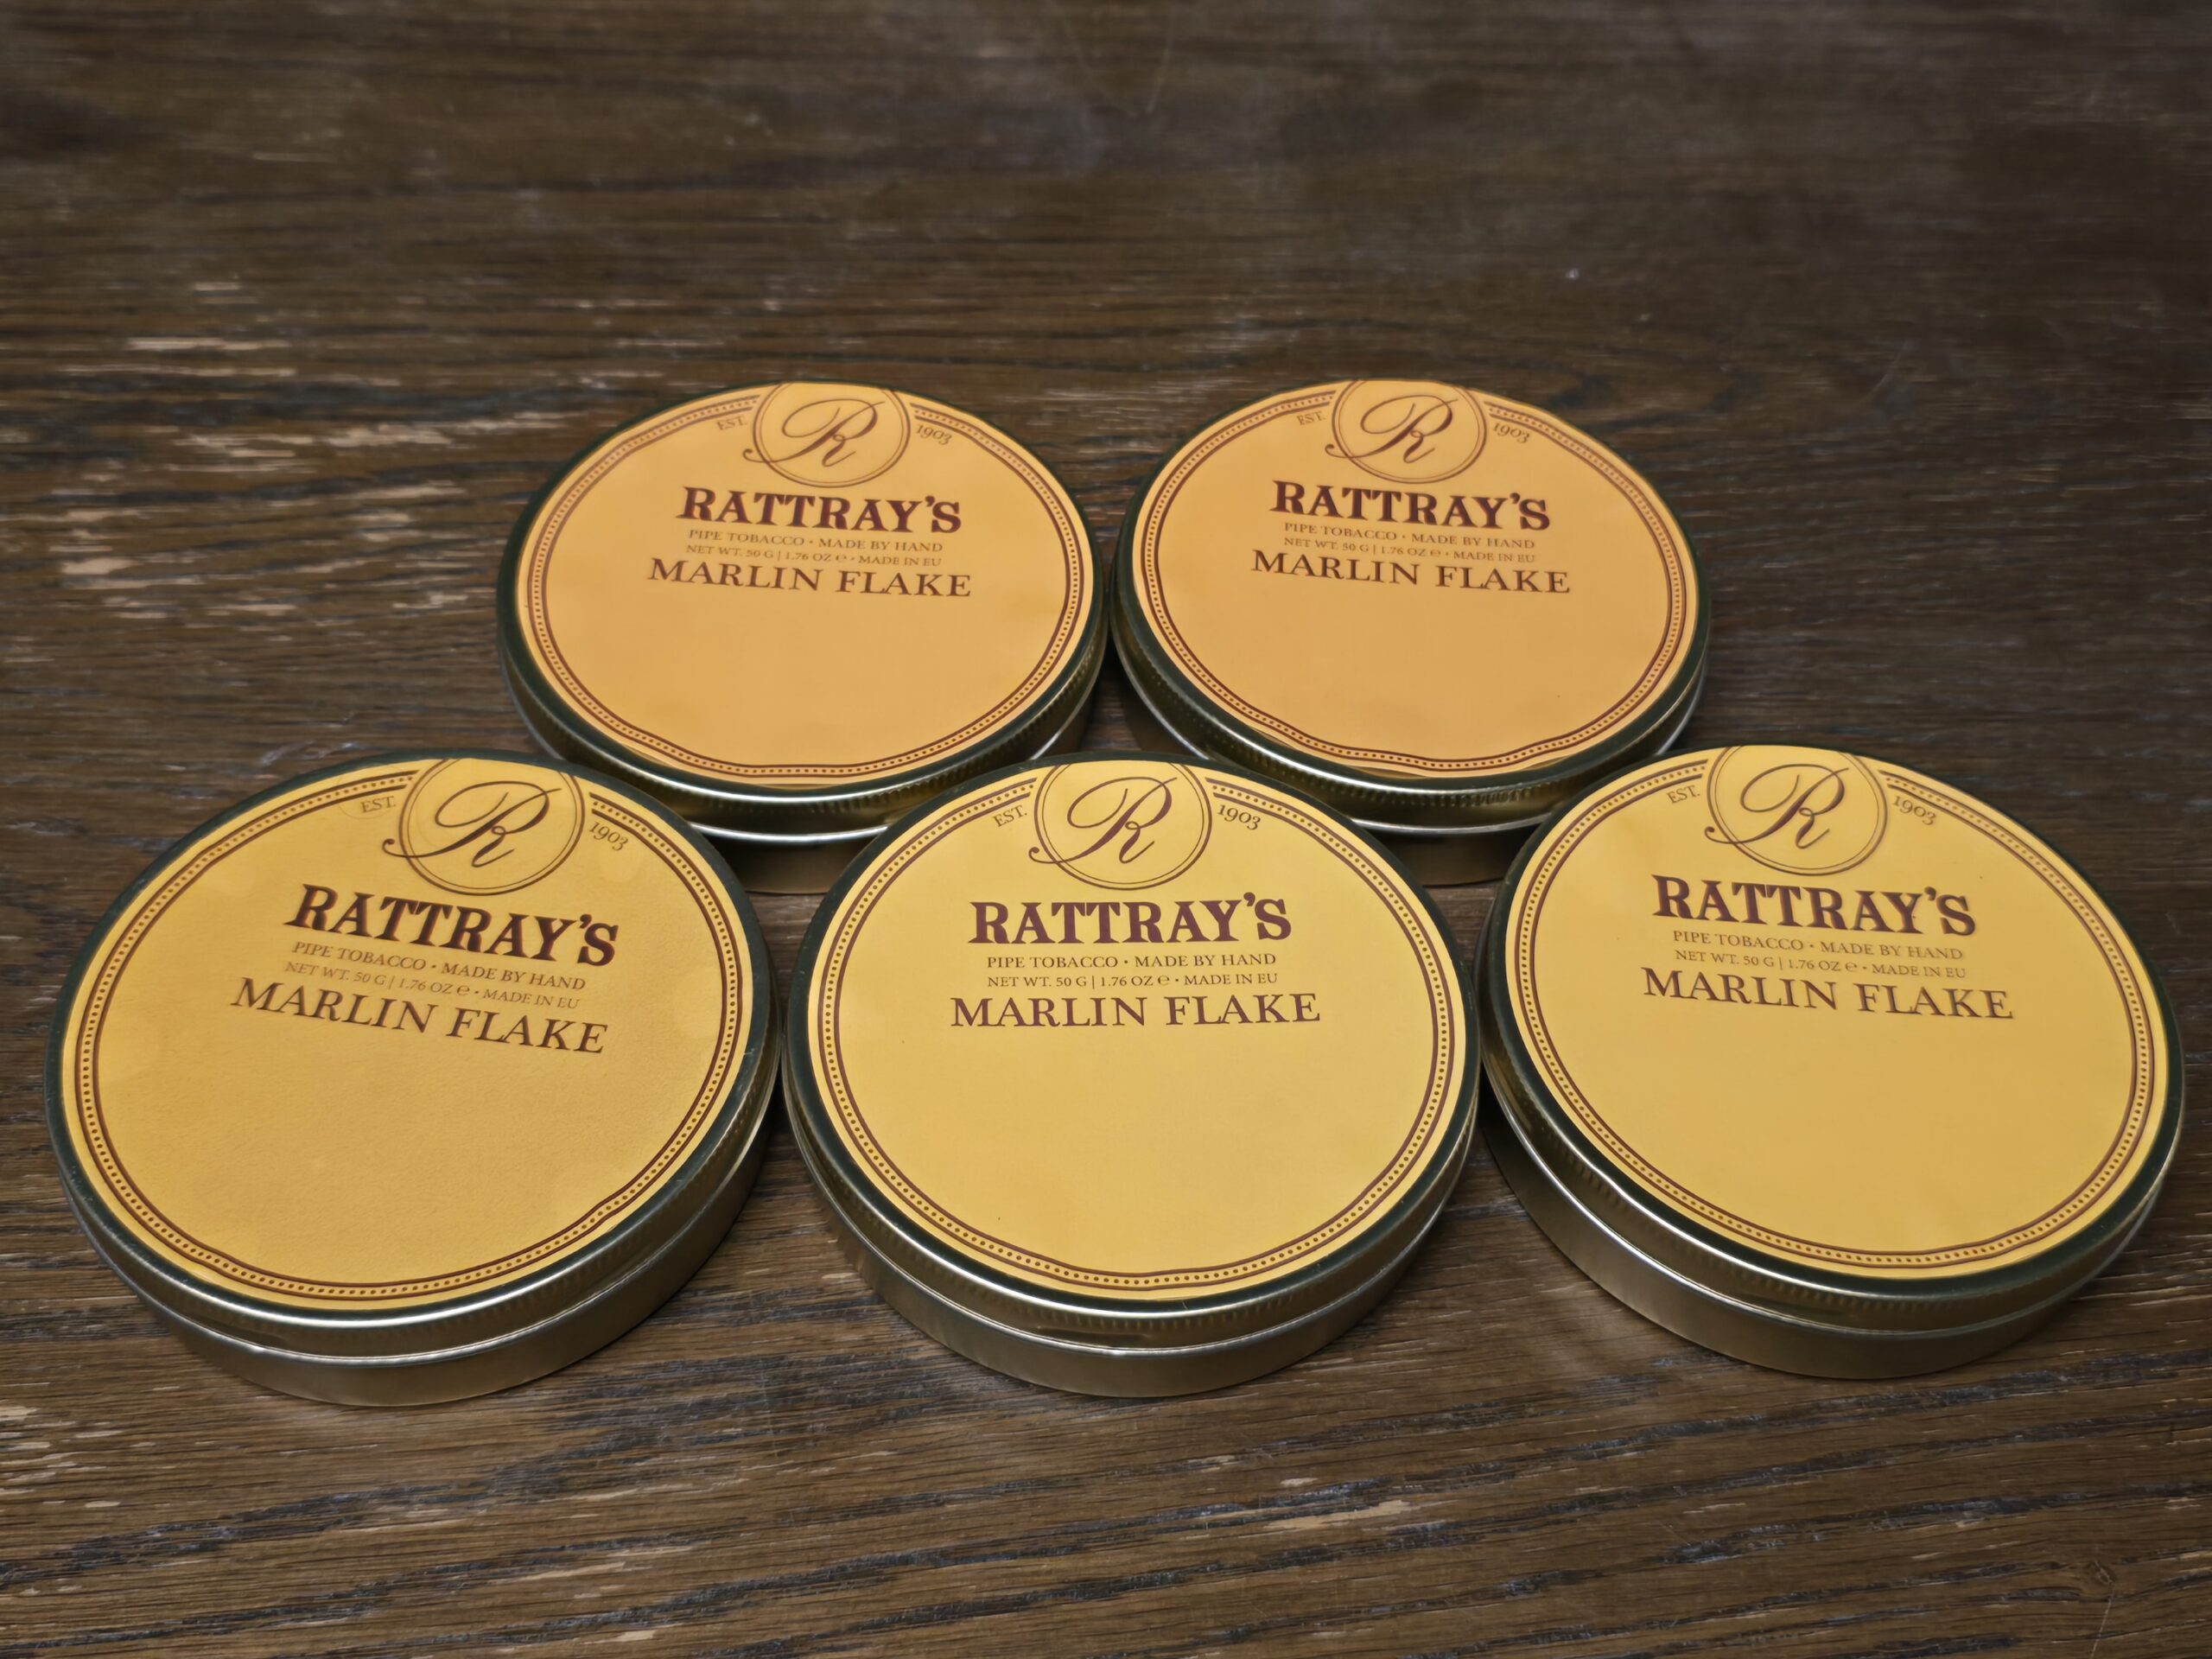 EST. R 1903
RATTRAY'S
PIPE TOBACCO • MADE BY HAND
NET WT. 50 G | 1.76 OZ ℮ • MADE IN EU
MARLIN FLAKE
EST. R 1903
RATTRAY'S
PIPE TOBACCO • MADE BY HAND
NET WT. 50 G | 1.76 OZ ℮ • MADE IN EU
MARLIN FLAKE
EST. R 1903
RATTRAY'S
PIPE TOBACCO • MADE BY HAND
NET WT. 50 G | 1.76 OZ ℮ • MADE IN EU
MARLIN FLAKE
EST. R 1903
RATTRAY'S
PIPE TOBACCO • MADE BY HAND
NET WT. 50 G | 1.76 OZ ℮ • MADE IN EU
MARLIN FLAKE
EST. R 1903
RATTRAY'S
PIPE TOBACCO • MADE BY HAND
NET WT. 50 G | 1.76 OZ ℮ • MADE IN EU
MARLIN FLAKE